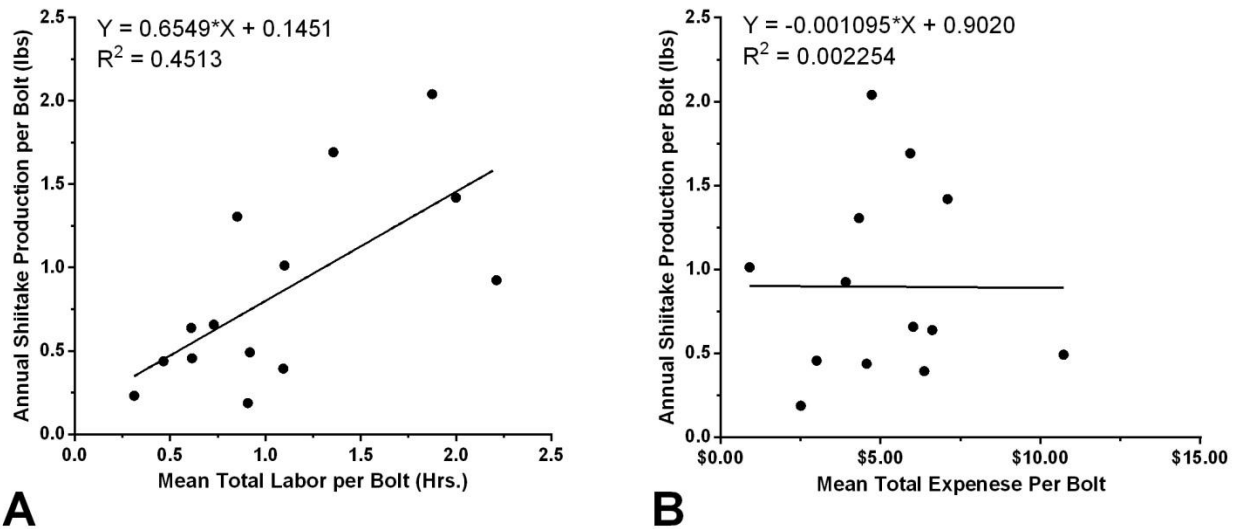 Y = 0.6549*X + 0.1451
R² = 0.4513
Annual Shiitake Production per Bolt (lbs)
2.5
2.0
1.5
1.0
0.5
0.0
0.0 0.5 1.0 1.5 2.0 2.5
Mean Total Labor per Bolt (Hrs.)
A
Y = -0.001095*X + 0.9020
R² = 0.002254
Annual Shiitake Production per Bolt (lbs)
2.5
2.0
1.5
1.0
0.5
0.0
$0.00 $5.00 $10.00 $15.00
Mean Total Expenese Per Bolt
B